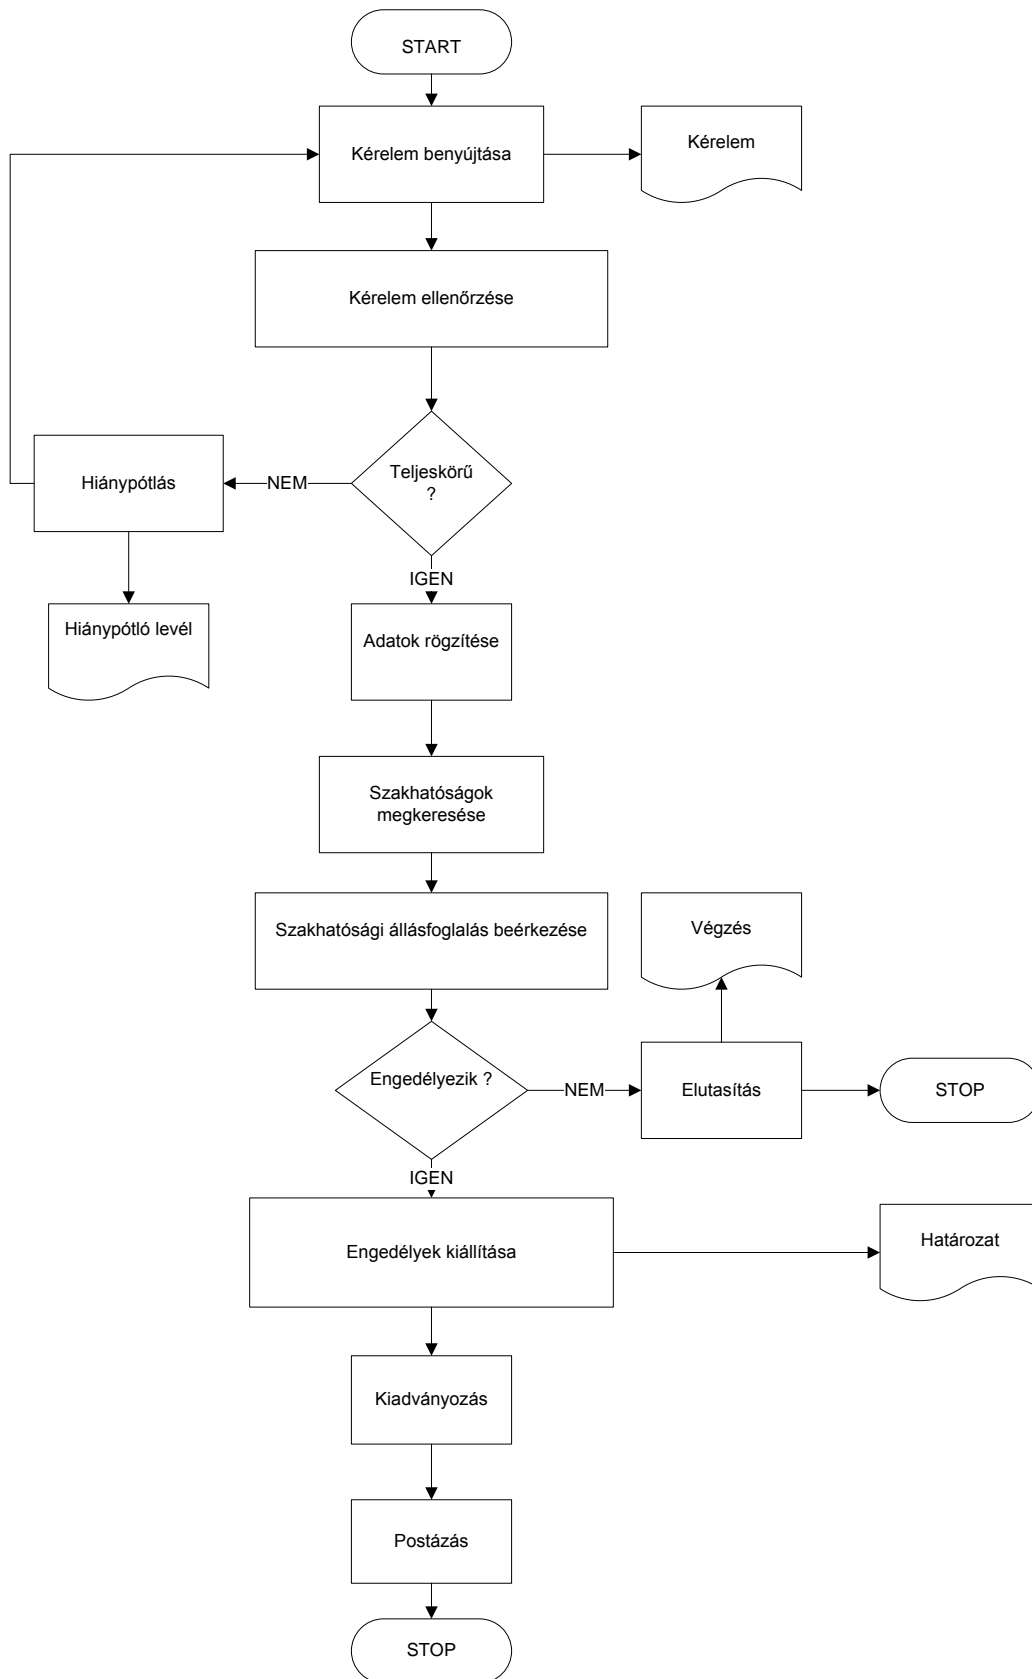 START
Kérelem benyújtása
Kérelem
Kérelem ellenőrzése
Teljeskörű
?
NEM
Hiánypótlás
IGEN
Hiánypótló levél
Adatok rögzítése
Szakhatóságok
megkeresése
Szakhatósági állásfoglalás beérkezése
Végzés
Engedélyezik ?
NEM
Elutasítás
STOP
IGEN
Engedélyek kiállítása
Határozat
Kiadványozás
Postázás
STOP